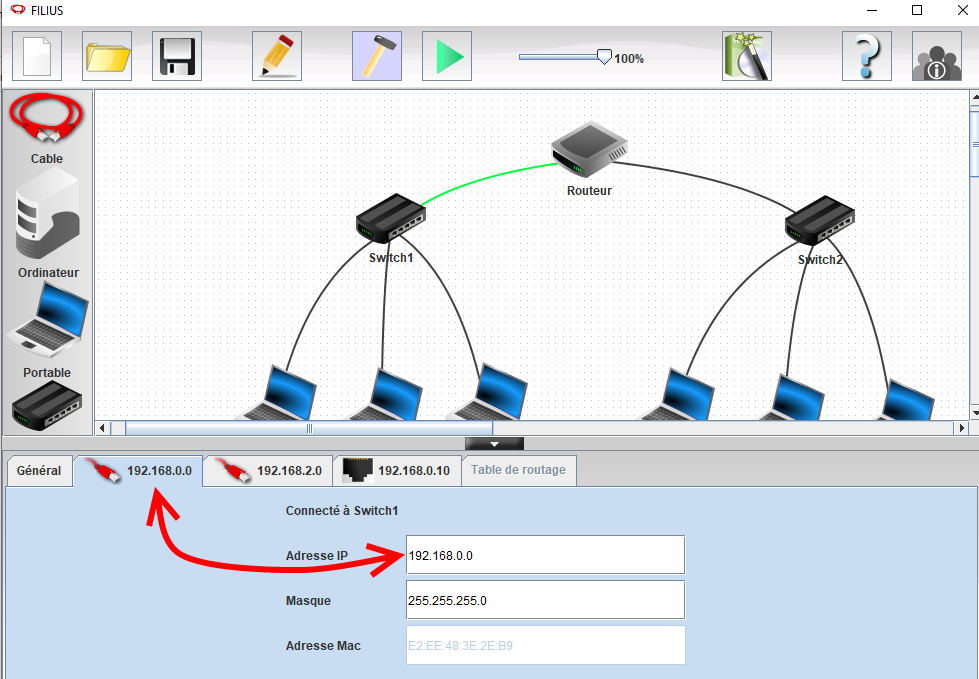 FILIUS
100%
Cable
Ordinateur
Portable
Routeur
Switch1
Switch2
Général
192.168.0.0
192.168.2.0
192.168.0.10
Table de routage
Connecté à Switch1
Adresse IP
192.168.0.0
Masque
255.255.255.0
Adresse Mac
E2:EE:48:3E:2E:B9